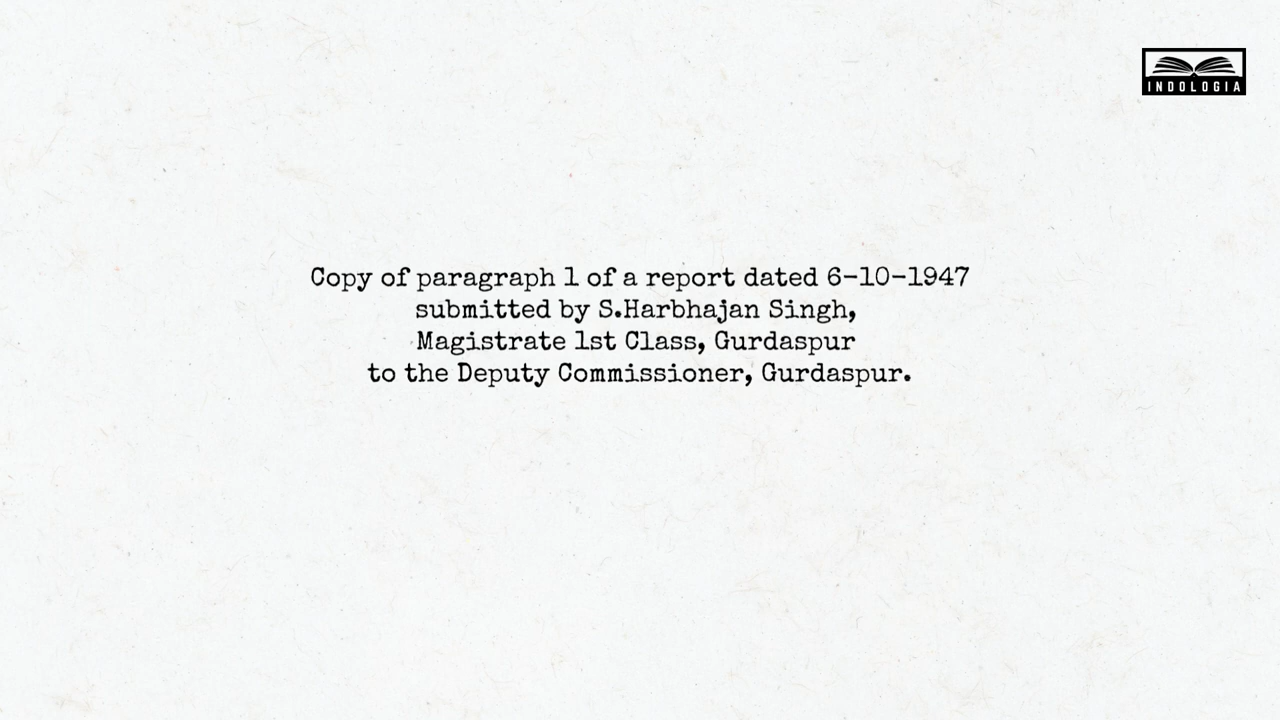 INDOLOGIA
Copy of paragraph 1 of a report dated 6-10-1947
submitted by S.Harbhajan Singh,
Magistrate 1st Class, Gurdaspur
to the Deputy Commissioner, Gurdaspur.